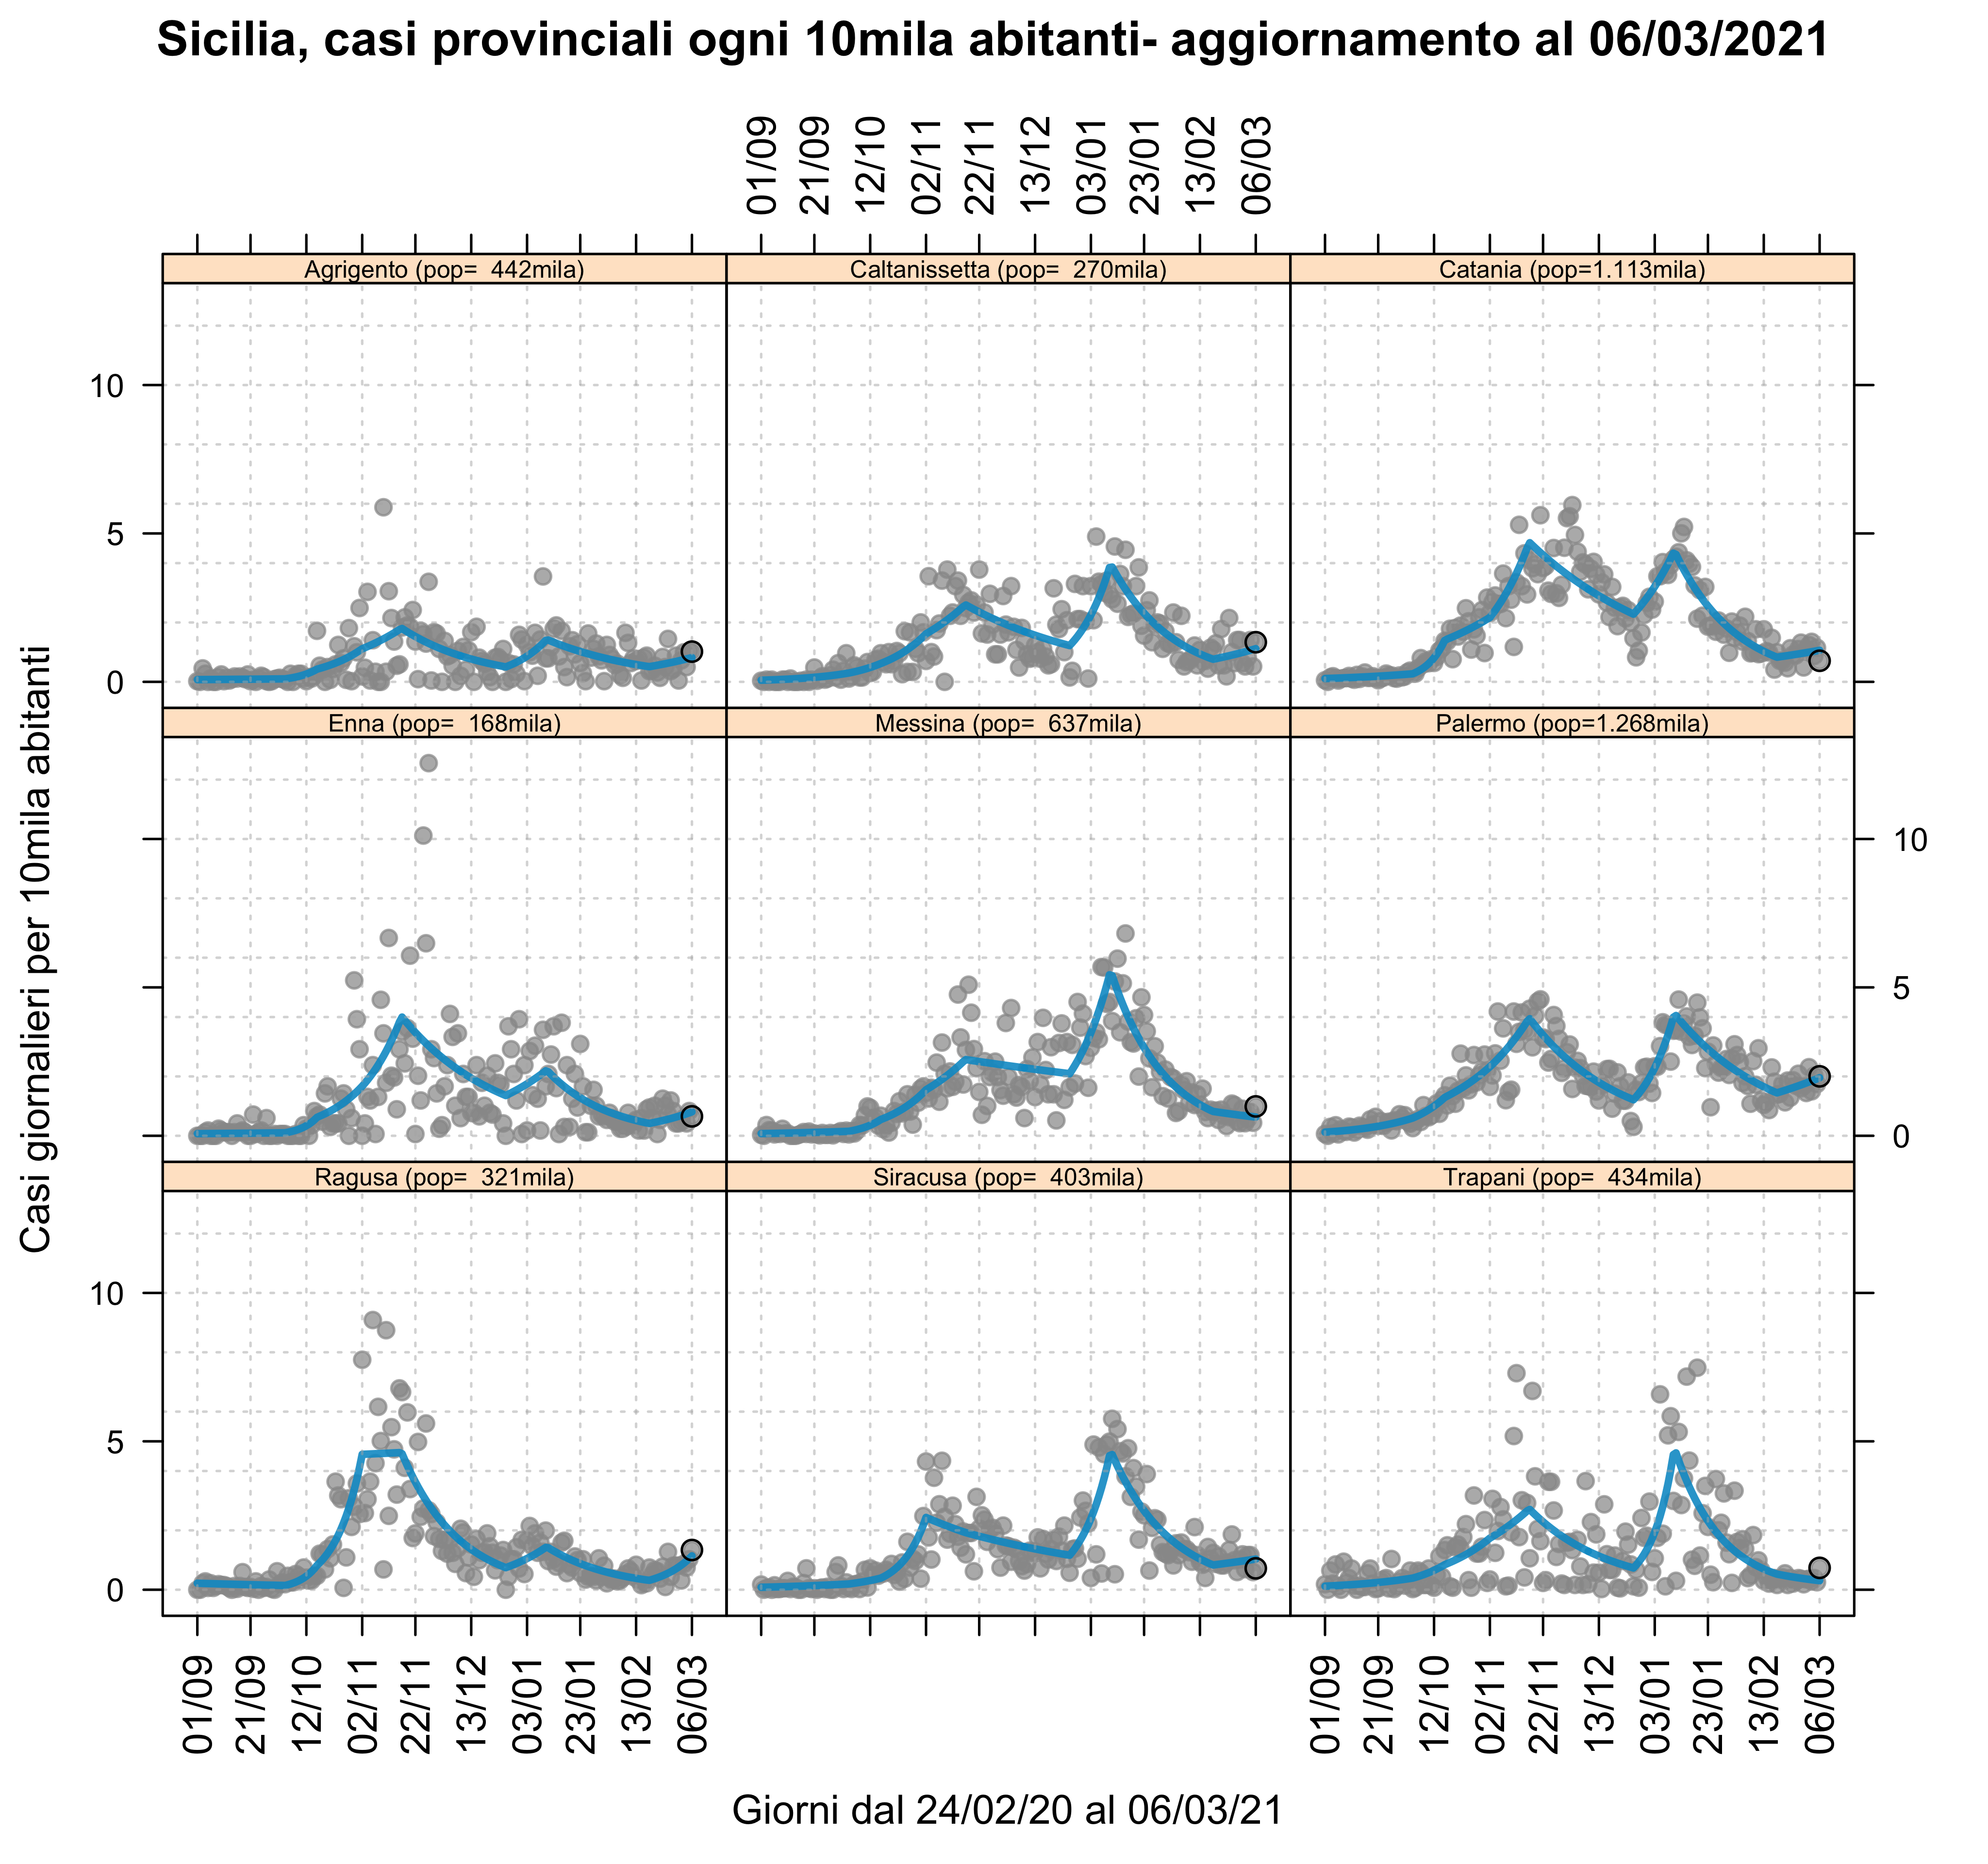 Sicilia, casi provinciali ogni 10mila abitanti- aggiornamento al 06/03/2021
01/09 21/09 12/10 02/11 22/11 13/12 03/01 23/01 13/02 06/03
Agrigento (pop=  442mila) Caltanissetta (pop=  270mila) Catania (pop=1.113mila)
10
5
0
Enna (pop=  168mila) Messina (pop=  637mila) Palermo (pop=1.268mila)
10
5
0
Ragusa (pop=  321mila) Siracusa (pop=  403mila) Trapani (pop=  434mila)
10
5
0
Casi giornalieri per 10mila abitanti
01/09 21/09 12/10 02/11 22/11 13/12 03/01 23/01 13/02 06/03 01/09 21/09 12/10 02/11 22/11 13/12 03/01 23/01 13/02 06/03
Giorni dal 24/02/20 al 06/03/21